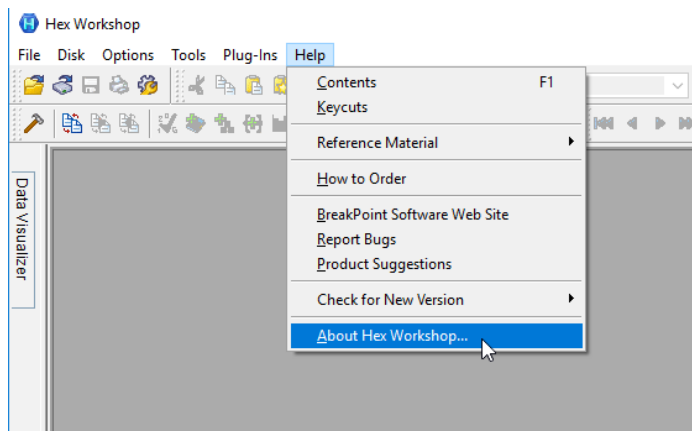 Hex Workshop
File Disk Options Tools Plug-Ins Help
Contents F1
Keycuts
Reference Material
How to Order
BreakPoint Software Web Site
Report Bugs
Product Suggestions
Check for New Version
About Hex Workshop...
Data Visualizer